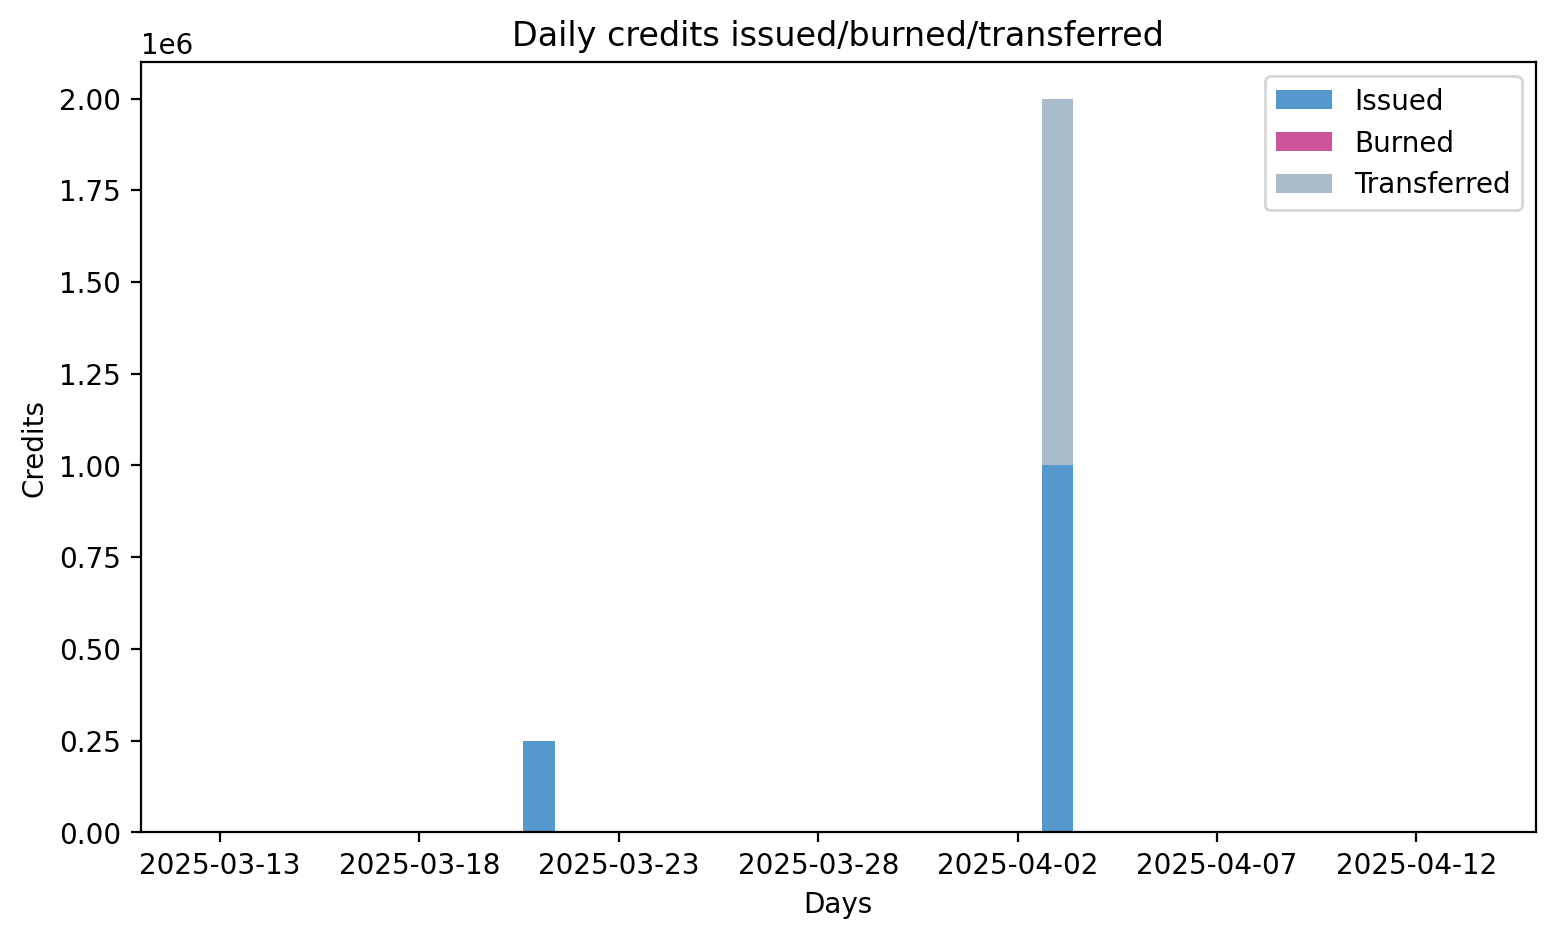 Daily credits issued/burned/transferred
1e6
2.00
1.75
1.50
1.25
1.00
0.75
0.50
0.25
0.00
Credits
Issued
Burned
Transferred
2025-03-13 2025-03-18 2025-03-23 2025-03-28 2025-04-02 2025-04-07 2025-04-12
Days